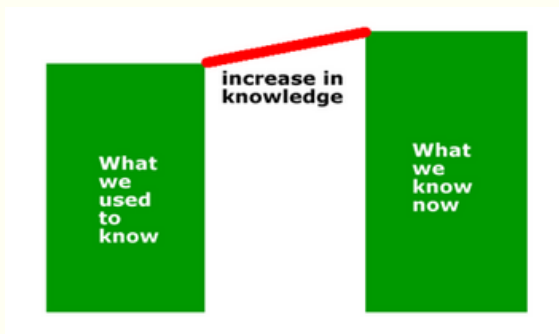 increase in
knowledge
What
we
used
to
know
What
we
know
now